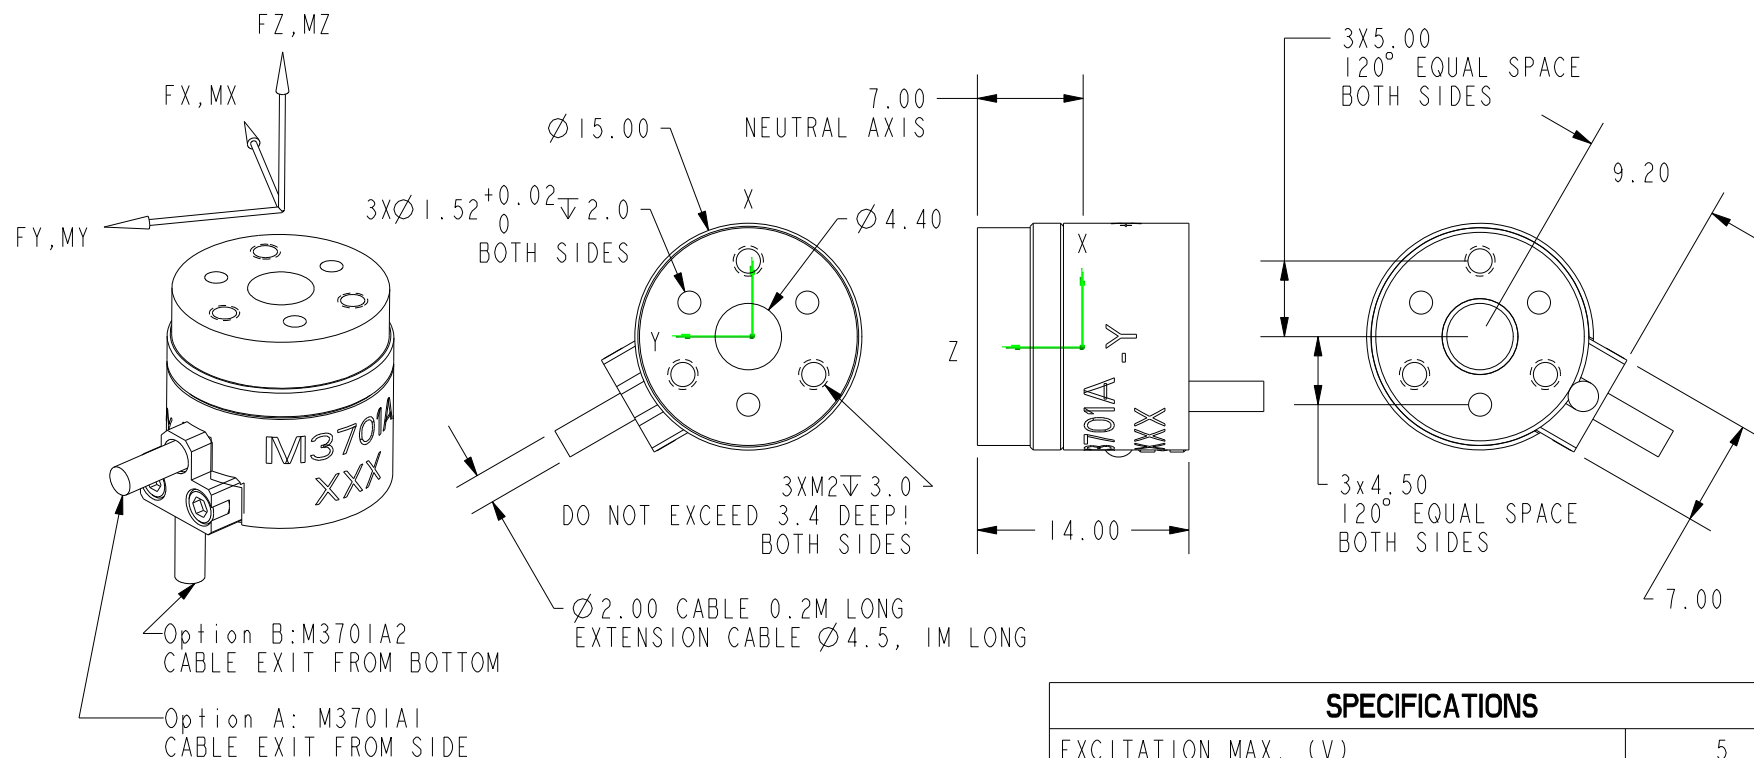 FZ,MZ
FX,MX
FY,MY
M3701A
XXX
Option B:M3701A2
CABLE EXIT FROM BOTTOM
Option A: M3701A1
CABLE EXIT FROM SIDE
Ø15.00
3XØ1.52 +0.02 0 ↧2.0
BOTH SIDES
X
Ø4.40
Y
3XM2↧3.0
DO NOT EXCEED 3.4 DEEP!
BOTH SIDES
Ø2.00 CABLE 0.2M LONG
EXTENSION CABLE Ø4.5, 1M LONG
7.00
NEUTRAL AXIS
X
Z
3701A -Y
XXX
14.00
3X5.00
120° EQUAL SPACE
BOTH SIDES
9.20
3x4.50
120° EQUAL SPACE
BOTH SIDES
7.00
SPECIFICATIONS
EXCITATION MAX. (V) 5